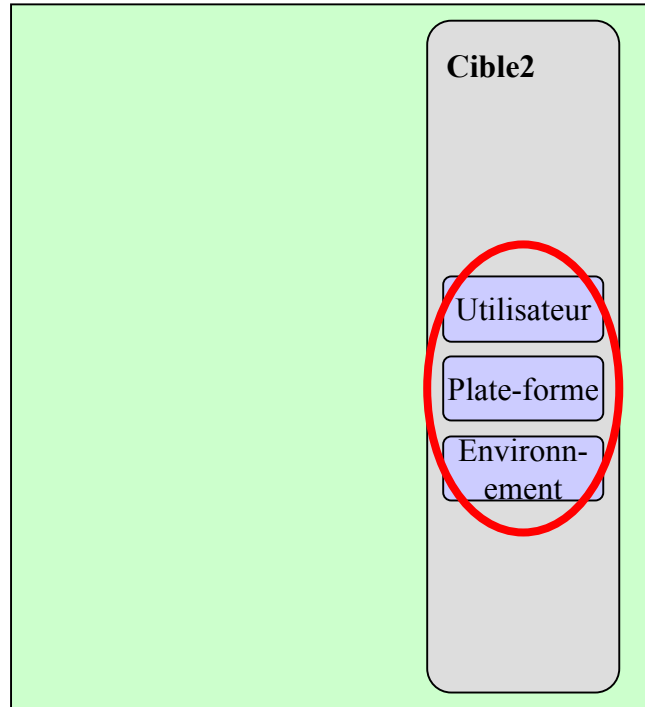 Cible2
Utilisateur
Plate-forme
Environn-
ement